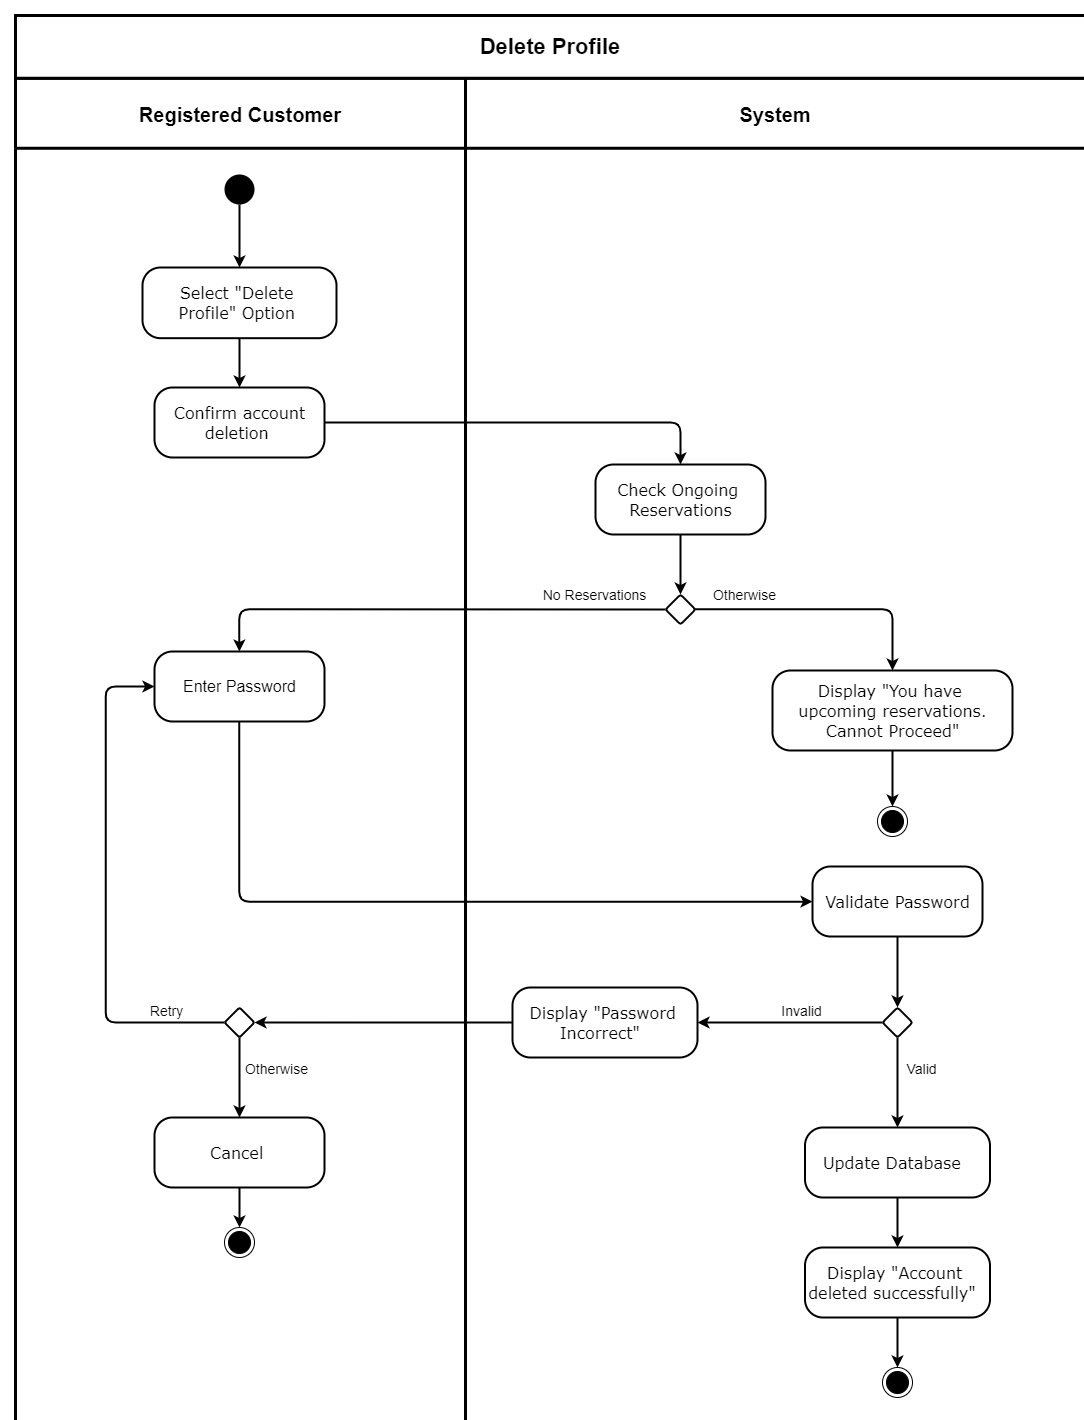 Delete Profile
Registered Customer
System
Select "Delete
Profile" Option
Confirm account
deletion
Check Ongoing
Reservations
No Reservations
Otherwise
Enter Password
Display "You have
upcoming reservations.
Cannot Proceed"
Validate Password
Retry
Display "Password
Incorrect"
Invalid
Otherwise
Valid
Cancel
Update Database
Display "Account
deleted successfully"